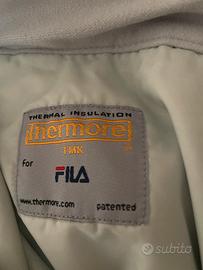 THERMAL INSULATION
thermore
TMK
for
FILA
www.thermore.com
patented
subito